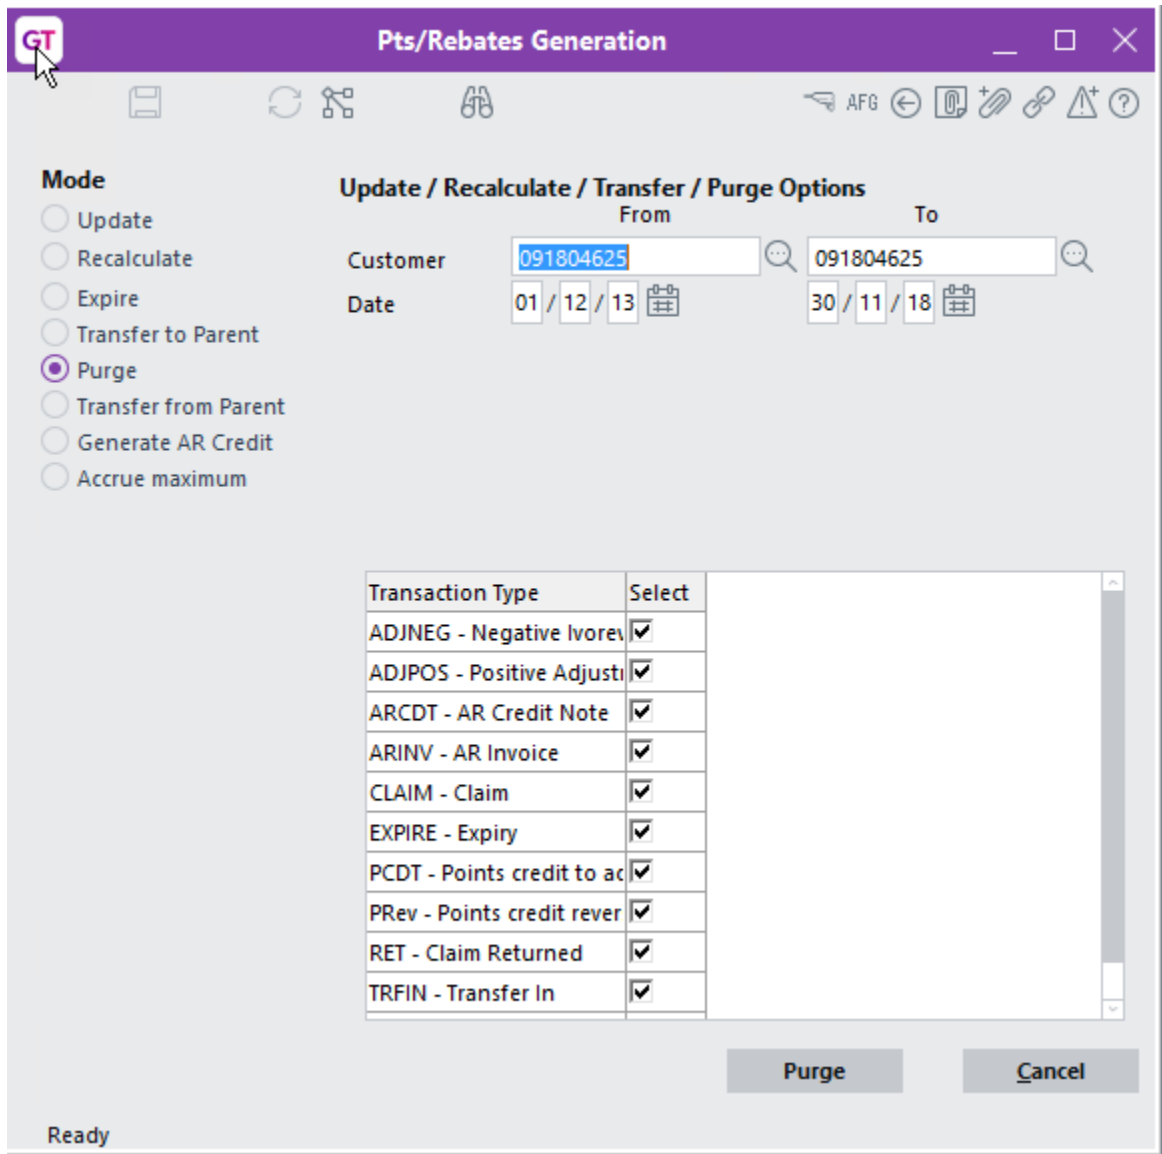 GT Pts/Rebates Generation
AFG
Mode
Update
Recalculate
Expire
Transfer to Parent
Purge
Transfer from Parent
Generate AR Credit
Accrue maximum
Update / Recalculate / Transfer / Purge Options
From To
Customer 091804625 091804625
Date 01 / 12 / 13 30 / 11 / 18
Transaction Type Select
ADJNEG - Negative Ivorev
ADJPOS - Positive Adjust
ARCDT - AR Credit Note
ARINV - AR Invoice
CLAIM - Claim
EXPIRE - Expiry
PCDT - Points credit to ac
PRev - Points credit rever
RET - Claim Returned
TRFIN - Transfer In
Purge Cancel
Ready